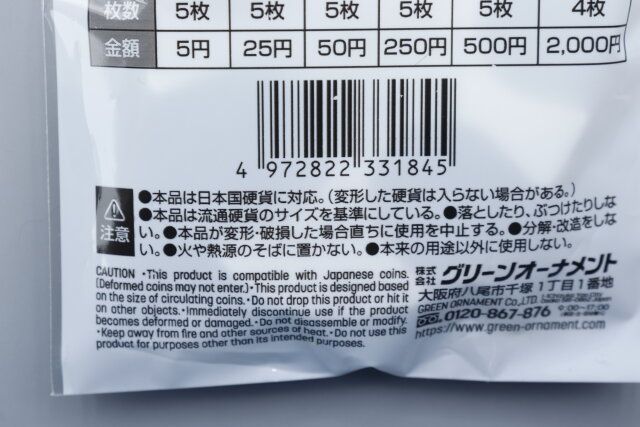 枚数 5枚 5枚 5枚 5枚 5枚 4枚
金額 5円 25円 50円 250円 500円 2,000円
4 972822 331845
注意
●本品は日本国硬貨に対応。(変形した硬貨は入らない場合がある。)
●本品は流通硬貨のサイズを基準にしている。●落としたり、ぶつけたりしな
い。●本品が変形・破損した場合直ちに使用を中止する。●分解・改造をしな
い。●火や熱源のそばに置かない。●本来の用途以外に使用しない。
CAUTION ・This product is compatible with Japanese coins.
(Deformed coins may not enter.)・This product is designed based
on the size of circulating coins.・Do not drop this product or hit it
on other objects.・Immediately discontinue use if the product
becomes deformed or damaged.・Do not disassemble or modify.
・Keep away from fire and other sources of heat.・Do not use this
product for purposes other than its intended purposes.
株式会社 グリーンオーナメント
大阪府八尾市千塚1丁目1番地
GREEN ORNAMENT Co.,LTD.
0120-867-876 9:00〜17:00
https://www.green-ornament.com